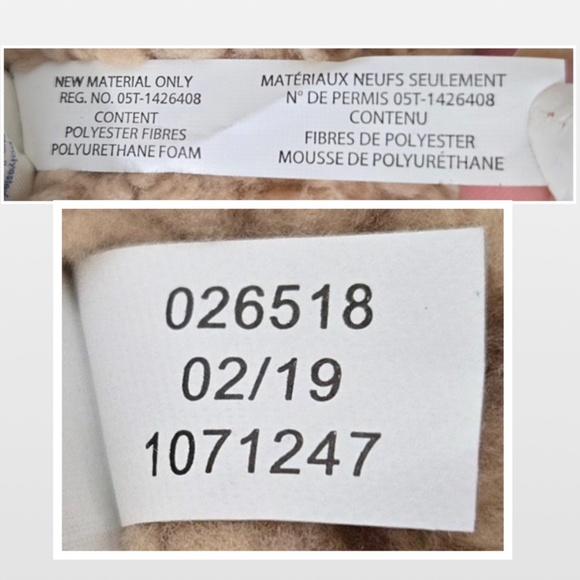 NEW MATERIAL ONLY
REG. NO. 05T-1426408
CONTENT
POLYESTER FIBRES
POLYURETHANE FOAM
MATÉRIAUX NEUFS SEULEMENT
N° DE PERMIS 05T-1426408
CONTENU
FIBRES DE POLYESTER
MOUSSE DE POLYURÉTHANE
026518
02/19
1071247